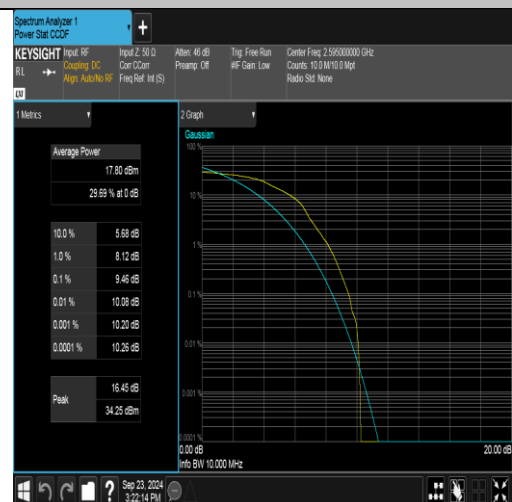 Spectrum Analyzer 1
Power Stat CCDF
KEYSIGHT
RL
Input: RF
Coupling: DC
Align: Auto/No RF
Input Z: 50 Ω
Corr CCorr
Freq Ref: Int (S)
Atten: 46 dB
Preamp: Off
Trig: Free Run
#IF Gain: Low
Center Freq: 2.595000000 GHz
Counts: 10.0 M/10.0 Mpt
Radio Std: None
LXI
1 Metrics
Average Power
17.80 dBm
29.69 % at 0 dB
10.0 % 5.68 dB
1.0 % 8.12 dB
0.1 % 9.46 dB
0.01 % 10.08 dB
0.001 % 10.20 dB
0.0001 % 10.26 dB
Peak
16.45 dB
34.25 dBm
2 Graph
Gaussian
100 %
10 %
1 %
0.1 %
0.01 %
0.001 %
0.0001 %
0.00 dB 20.00 dB
Info BW 10.000 MHz
Sep 23, 2024
3:22:14 PM